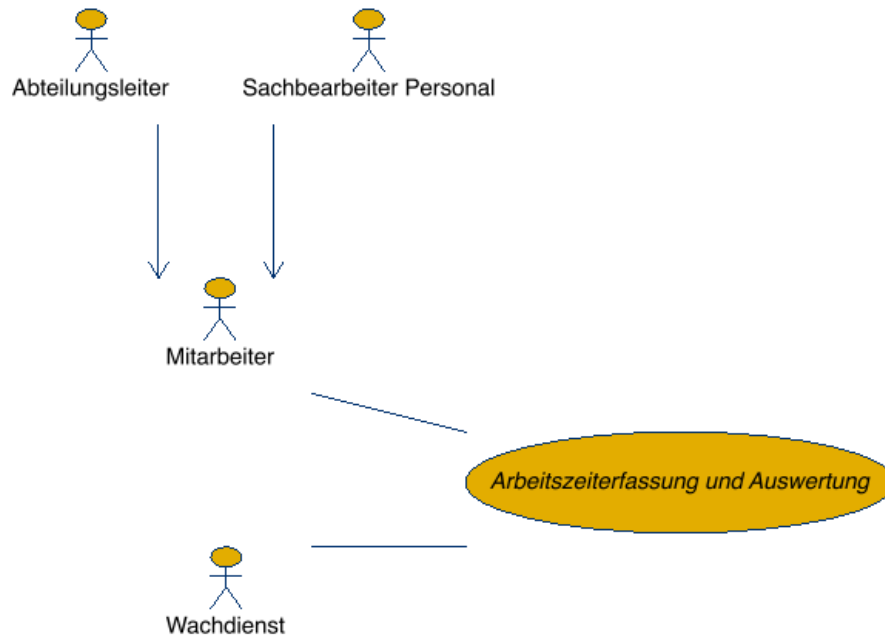 Abteilungsleiter
Sachbearbeiter Personal
Mitarbeiter
Arbeitszeiterfassung und Auswertung
Wachdienst